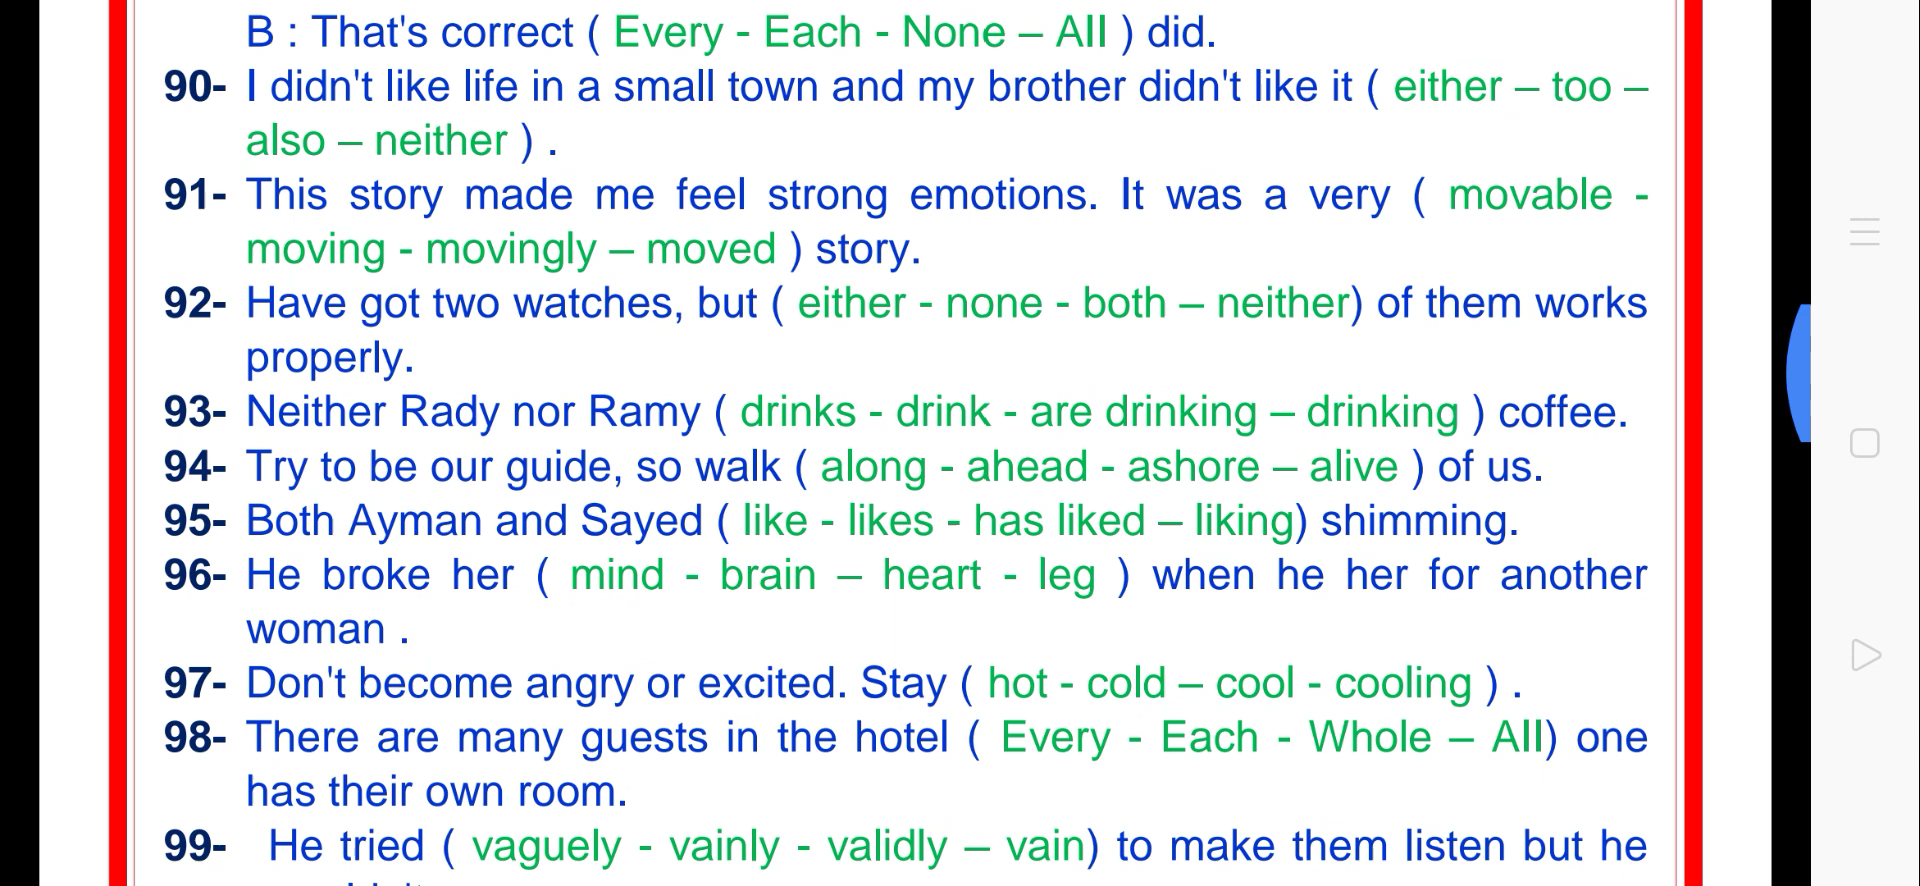 B : That's correct ( Every - Each - None – All ) did.
90- I didn't like life in a small town and my brother didn't like it ( either – too –
also – neither ) .
91- This story made me feel strong emotions. It was a very ( movable -
moving - movingly – moved ) story.
92- Have got two watches, but ( either - none - both – neither) of them works
properly.
93- Neither Rady nor Ramy ( drinks - drink - are drinking – drinking ) coffee.
94- Try to be our guide, so walk ( along - ahead - ashore – alive ) of us.
95- Both Ayman and Sayed ( like - likes - has liked – liking) shimming.
96- He broke her ( mind - brain – heart - leg ) when he her for another
woman .
97- Don't become angry or excited. Stay ( hot - cold – cool - cooling ) .
98- There are many guests in the hotel ( Every - Each - Whole – All) one
has their own room.
99- He tried ( vaguely - vainly - validly – vain) to make them listen but he